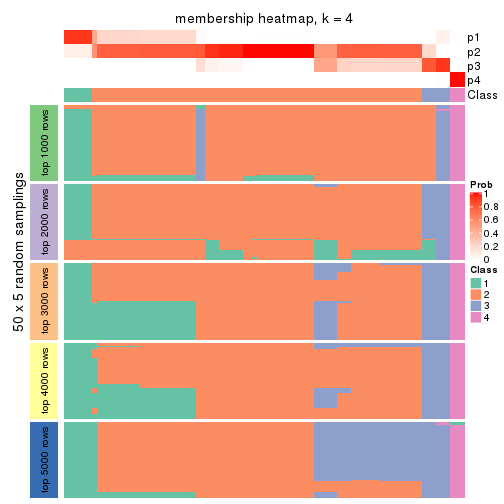 membership heatmap, k = 4
p1
p2
p3
p4
Class
50 x 5 random samplings
top 1000 rows
top 2000 rows
top 3000 rows
top 4000 rows
top 5000 rows
Prob
1
0.8
0.6
0.4
0.2
0
Class
1
2
3
4